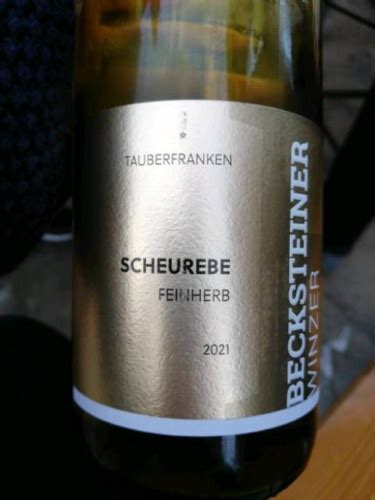 TAUBERFRANKEN
SCHEUREBE
FEINHERB
2021
BECKSTEINER
WINZER